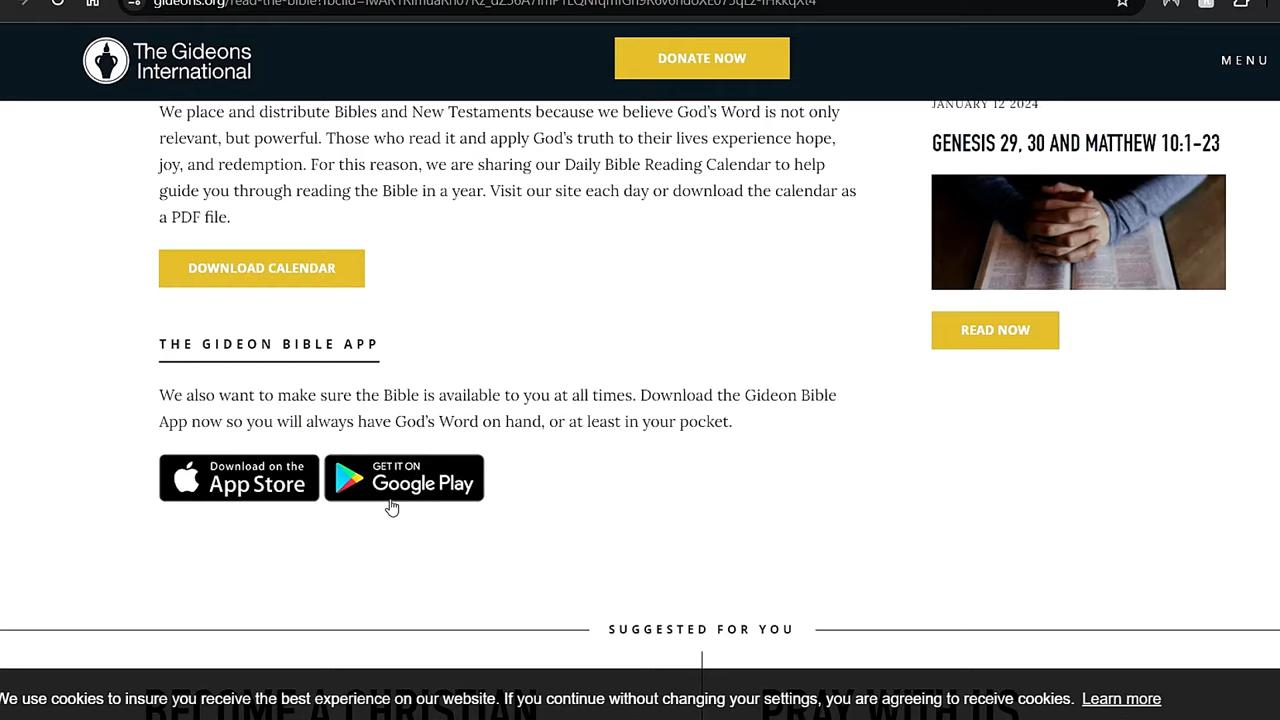 The Gideons
International
DONATE NOW
MENU
We place and distribute Bibles and New Testaments because we believe God's Word is not only
relevant, but powerful. Those who read it and apply God's truth to their lives experience hope,
joy, and redemption. For this reason, we are sharing our Daily Bible Reading Calendar to help
guide you through reading the Bible in a year. Visit our site each day or download the calendar as
a PDF file.
DOWNLOAD CALENDAR
THE GIDEON BIBLE APP
We also want to make sure the Bible is available to you at all times. Download the Gideon Bible
App now so you will always have God's Word on hand, or at least in your pocket.
Download on the
App Store
GET IT ON
Google Play
JANUARY 12 2024
GENESIS 29, 30 AND MATTHEW 10:1-23
READ NOW
SUGGESTED FOR YOU
BECOME A CHRISTIAN
PRAY WITH US
We use cookies to insure you receive the best experience on our website. If you continue without changing your settings, you are agreeing to receive cookies. Learn more